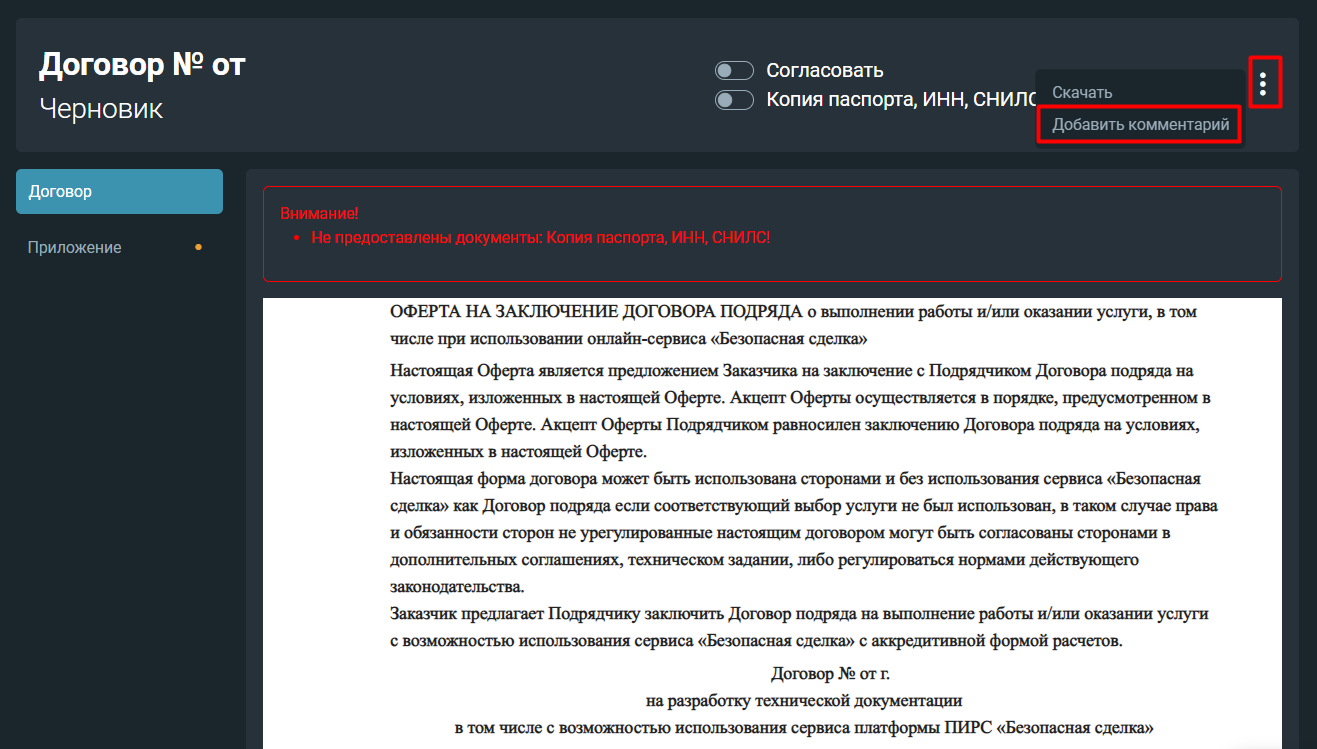 Договор № от
Черновик
Согласовать
Копия паспорта, ИНН, СНИЛС
Скачать
Добавить комментарий
Договор
Приложение
Внимание!
• Не предоставлены документы: Копия паспорта, ИНН, СНИЛС!
ОФЕРТА НА ЗАКЛЮЧЕНИЕ ДОГОВОРА ПОДРЯДА о выполнении работы и/или оказании услуги, в том
числе при использовании онлайн-сервиса «Безопасная сделка»
Настоящая Оферта является предложением Заказчика на заключение с Подрядчиком Договора подряда на
условиях, изложенных в настоящей Оферте. Акцепт Оферты осуществляется в порядке, предусмотренном в
настоящей Оферте. Акцепт Оферты Подрядчиком равносилен заключению Договора подряда на условиях,
изложенных в настоящей Оферте.
Настоящая форма договора может быть использована сторонами и без использования сервиса «Безопасная
сделка» как Договор подряда если соответствующий выбор услуги не был использован, в таком случае права
и обязанности сторон не урегулированные настоящим договором могут быть согласованы сторонами в
дополнительных соглашениях, техническом задании, либо регулироваться нормами действующего
законодательства.
Заказчик предлагает Подрядчику заключить Договор подряда на выполнение работы и/или оказании услуги
с возможностью использования сервиса «Безопасная сделка» с аккредитивной формой расчетов.
Договор № от г.
на разработку технической документации
в том числе с возможностью использования сервиса платформы ПИРС «Безопасная сделка»